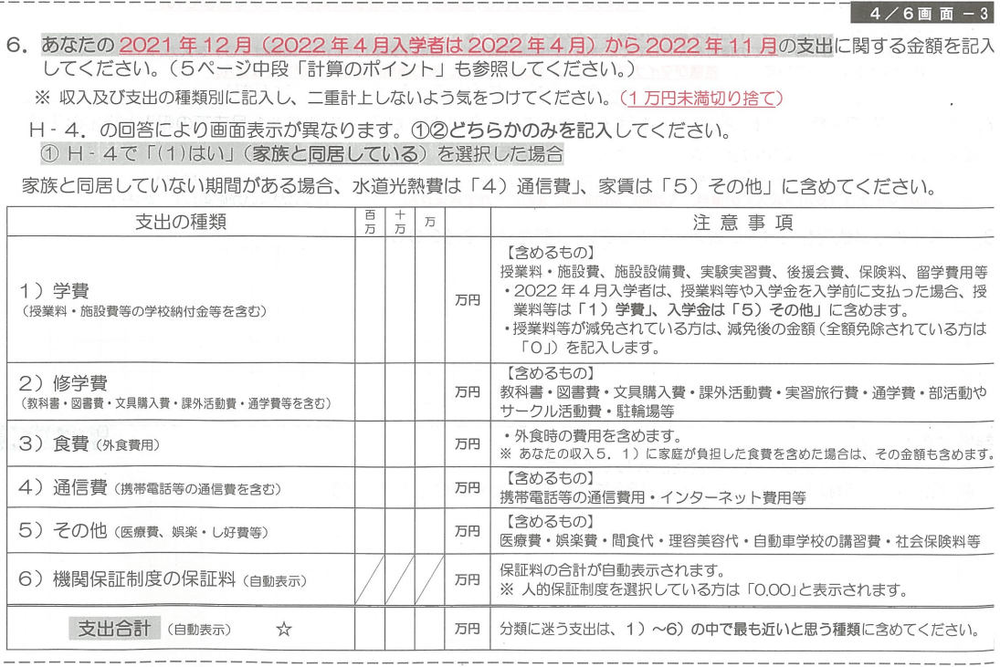 4／6画面－3
6．あなたの2021年12月（2022年4月入学者は2022年4月）から2022年11月の支出に関する金額を記入
してください。（5ページ中段「計算のポイント」も参照してください。）
※ 収入及び支出の種類別に記入し、二重計上しないよう気をつけてください。（1万円未満切り捨て）
H‐4．の回答により画面表示が異なります。①②どちらかのみを記入してください。
① H‐4で「(1)はい」（家族と同居している）を選択した場合
家族と同居していない期間がある場合、水道光熱費は「4）通信費」、家賃は「5）その他」に含めてください。
支出の種類 百万 十万 万 注意事項
1）学費
（授業料・施設費等の学校納付金等を含む）
万円
【含めるもの】
授業料・施設費、施設設備費、実験実習費、後援会費、保険料、留学費用等
・2022年4月入学者は、授業料等や入学金を入学前に支払った場合、授
業料等は「1）学費」、入学金は「5）その他」に含めます。
・授業料等が減免されている方は、減免後の金額（全額免除されている方は
「0」）を記入します。
2）修学費
（教科書・図書費・文具購入費・課外活動費・通学費等を含む）
万円
【含めるもの】
教科書・図書費・文具購入費・課外活動費・実習旅行費・通学費・部活動や
サークル活動費・駐輪場等
3）食費（外食費用）
万円
・外食時の費用を含めます。
※ あなたの収入5．1）に家庭が負担した食費を含めた場合は、その金額も含めます。
4）通信費（携帯電話等の通信費を含む）
万円
【含めるもの】
携帯電話等の通信費用・インターネット費用等
5）その他（医療費、娯楽・し好費等）
万円
【含めるもの】
医療費・娯楽費・間食代・理容美容代・自動車学校の講習費・社会保険料等
6）機関保証制度の保証料（自動表示）
万円
保証料の合計が自動表示されます。
※ 人的保証制度を選択している方は「0.00」と表示されます。
支出合計（自動表示） ☆
万円
分類に迷う支出は、1）～6）の中で最も近いと思う種類に含めてください。